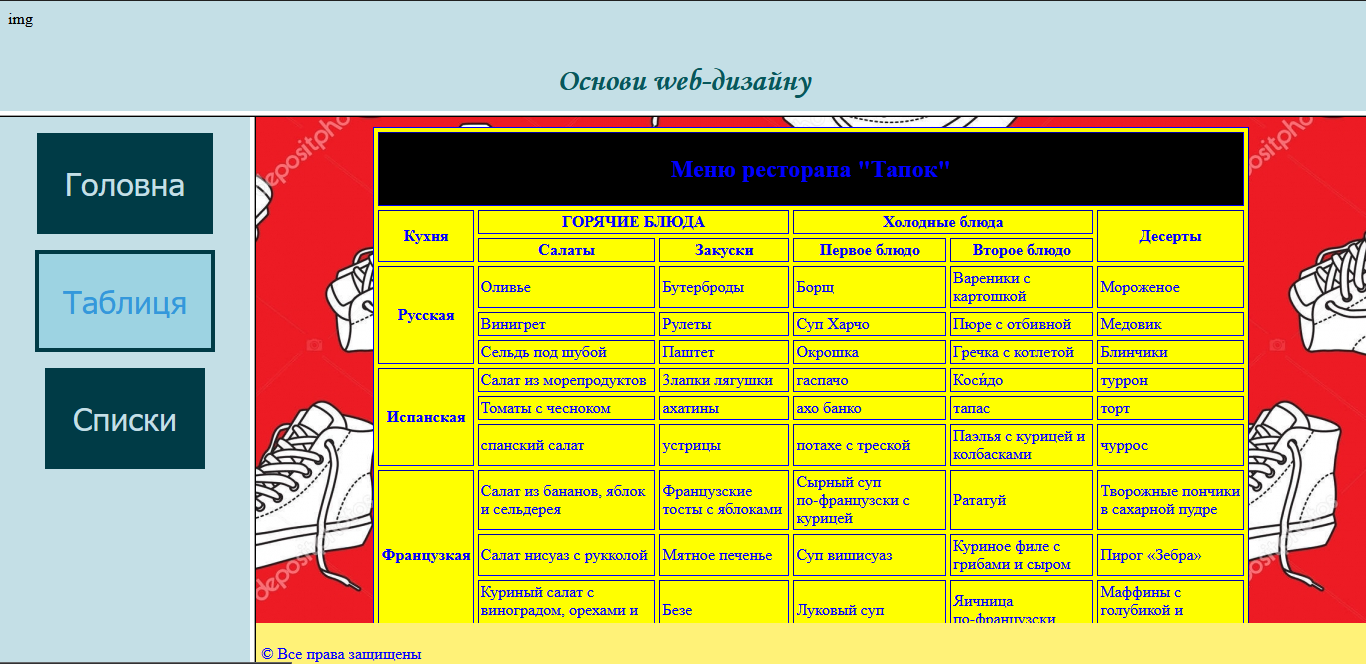 img
Основи web-дизайну
Головна
Таблиця
Списки
Меню ресторана "Тапок"
Кухня
ГОРЯЧИЕ БЛЮДА
Холодные блюда
Десерты
Салаты
Закуски
Первое блюдо
Второе блюдо
Русская
Оливье
Бутерброды
Борщ
Вареники с
картошкой
Мороженое
Винигрет
Рулеты
Суп Харчо
Пюре с отбивной
Медовик
Сельдь под шубой
Паштет
Окрошка
Гречка с котлетой
Блинчики
Испанская
Салат из морепродуктов
Злапки лягушки
гаспачо
Коси́до
туррон
Томаты с чесноком
ахатины
ахо банко
тапас
торт
спанский салат
устрицы
потахе с треской
Паэлья с курицей и
колбасками
чуррос
Французкая
Салат из бананов, яблок
и сельдерея
Французские
тосты с яблоками
Сырный суп
по-французски с
курицей
Рататуй
Творожные пончики
в сахарной пудре
Салат нисуаз с рукколой
Мятное печенье
Суп вишисуаз
Куриное филе с
грибами и сыром
Пирог «Зебра»
Куриный салат с
виноградом, орехами и
Безе
Луковый суп
Яичница
по-французски
Маффины с
голубикой и
© Все права защищены